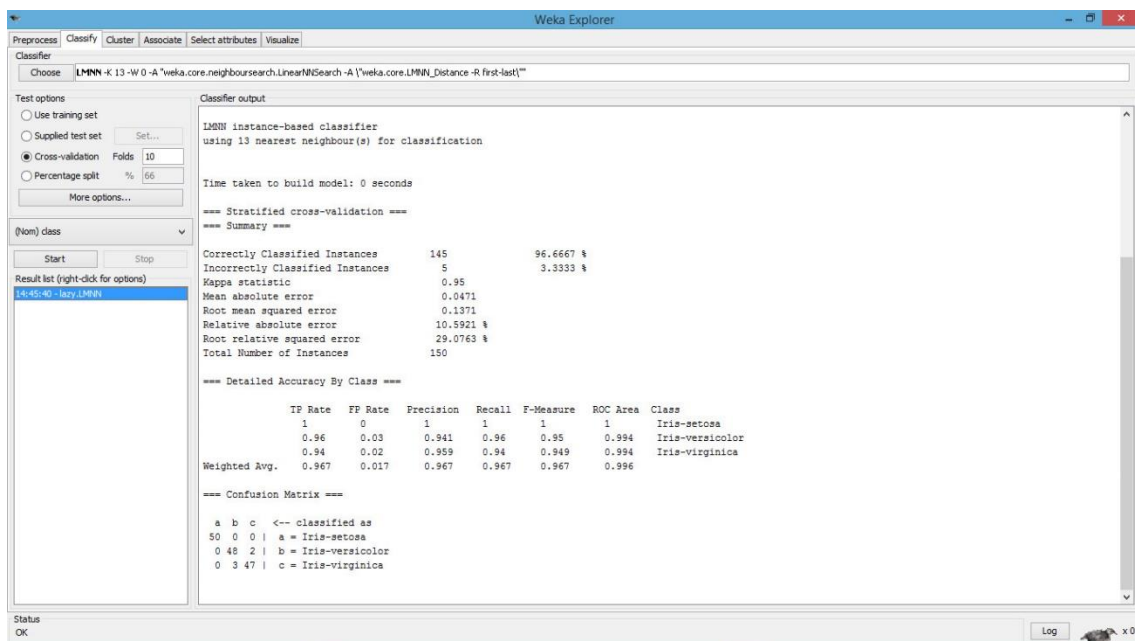 Weka Explorer
Preprocess Classify Cluster Associate Select attributes Visualize
Classifier
Choose LMNN -K 13 -W 0 -A "weka.core.neighboursearch.LinearNNSearch -A \"weka.core.LMNN_Distance -R first-last\""
Test options
Use training set
Supplied test set Set...
Cross-validation Folds 10
Percentage split % 66
More options...
(Nom) class
Start Stop
Result list (right-click for options)
14:45:40 - lazy.LMNN
Classifier output
LMNN instance-based classifier
using 13 nearest neighbour(s) for classification
Time taken to build model: 0 seconds
=== Stratified cross-validation ===
=== Summary ===
Correctly Classified Instances 145 96.6667 %
Incorrectly Classified Instances 5 3.3333 %
Kappa statistic 0.95
Mean absolute error 0.0471
Root mean squared error 0.1371
Relative absolute error 10.5921 %
Root relative squared error 29.0763 %
Total Number of Instances 150
=== Detailed Accuracy By Class ===
TP Rate FP Rate Precision Recall F-Measure ROC Area Class
1 0 1 1 1 1 Iris-setosa
0.96 0.03 0.941 0.96 0.95 0.994 Iris-versicolor
0.94 0.02 0.959 0.94 0.949 0.994 Iris-virginica
Weighted Avg. 0.967 0.017 0.967 0.967 0.967 0.996
=== Confusion Matrix ===
a b c <-- classified as
50 0 0 | a = Iris-setosa
0 48 2 | b = Iris-versicolor
0 3 47 | c = Iris-virginica
Status
OK
Log x 0